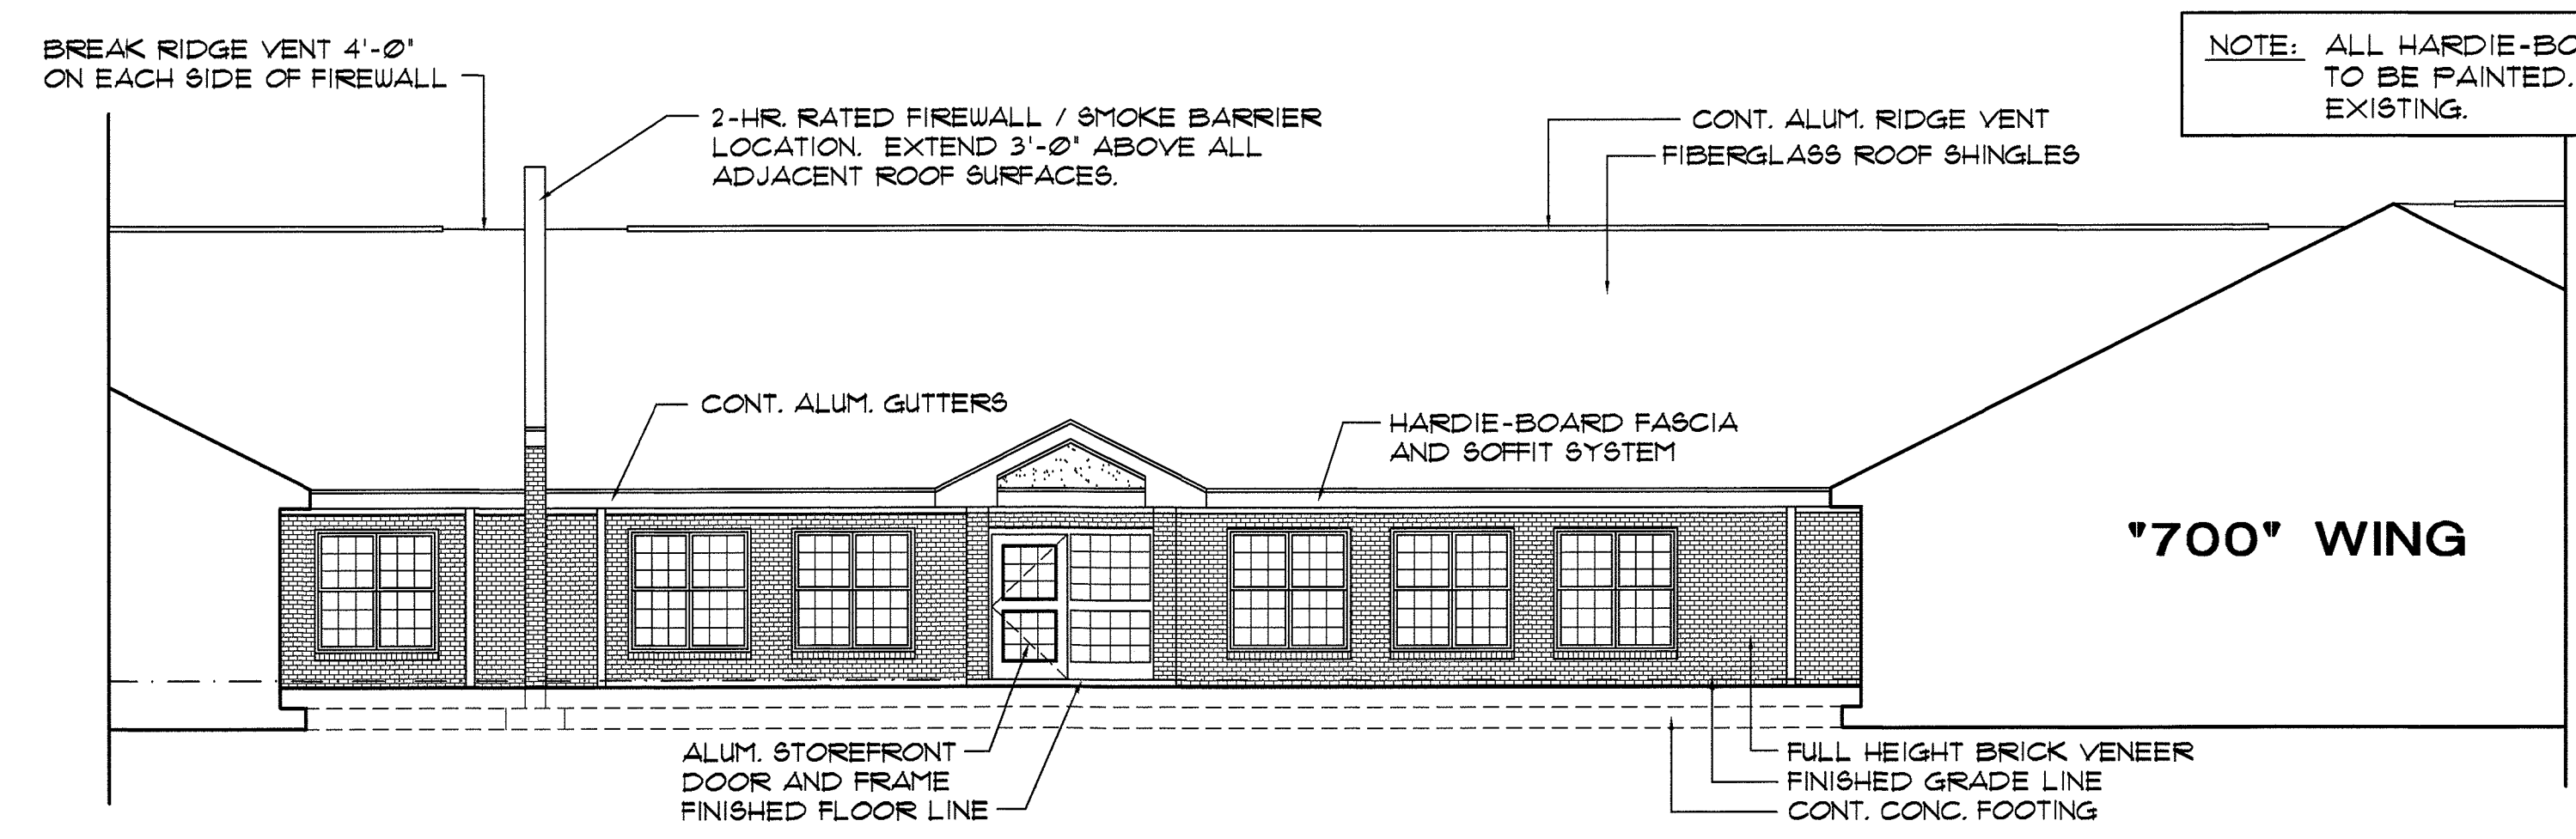 BREAK RIDGE VENT 4'-0"
ON EACH SIDE OF FIREWALL
2-HR. RATED FIREWALL / SMOKE BARRIER
LOCATION. EXTEND 3'-0" ABOVE ALL
ADJACENT ROOF SURFACES.
CONT. ALUM. RIDGE VENT
FIBERGLASS ROOF SHINGLES
NOTE: ALL HARDIE-BO
TO BE PAINTED.
EXISTING.
CONT. ALUM. GUTTERS
HARDIE-BOARD FASCIA
AND SOFFIT SYSTEM
"700" WING
ALUM. STOREFRONT
DOOR AND FRAME
FINISHED FLOOR LINE
FULL HEIGHT BRICK VENEER
FINISHED GRADE LINE
CONT. CONC. FOOTING